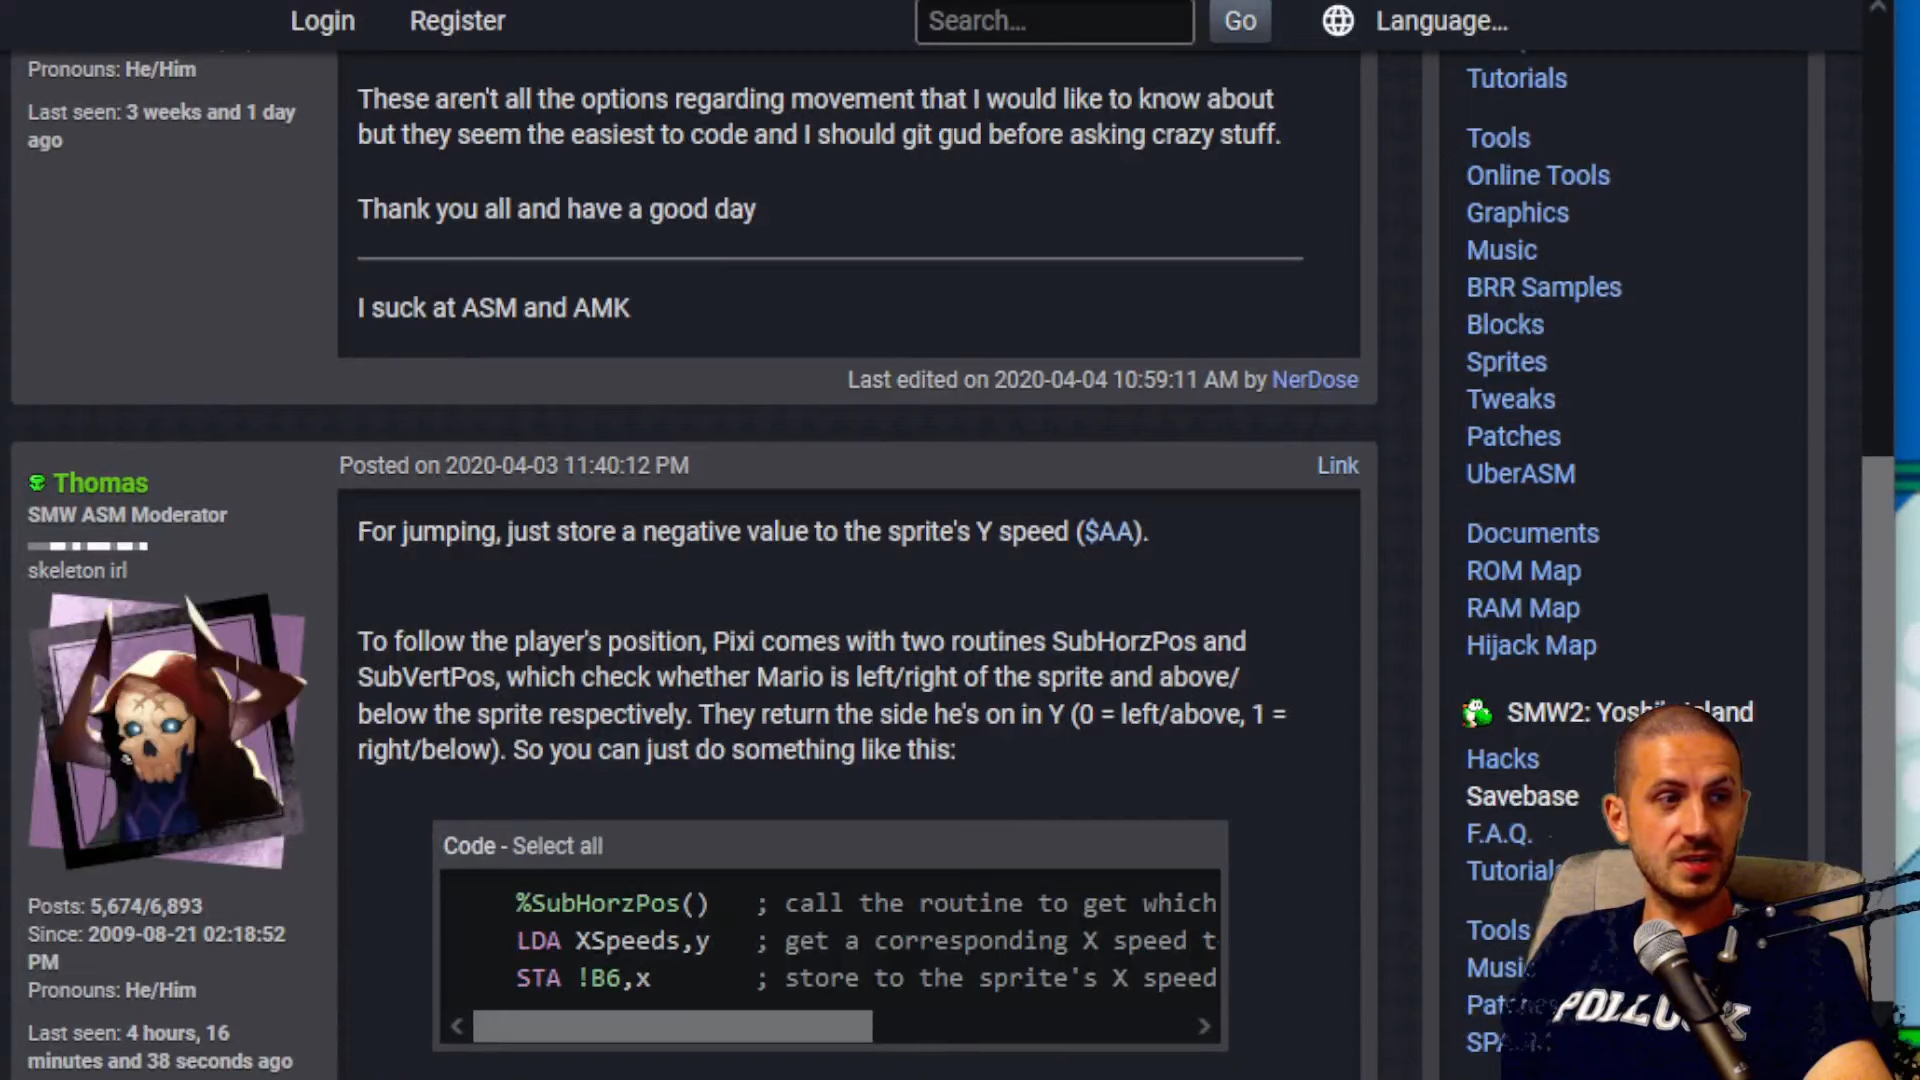 Login
Register
Search...
Go
Language...
Pronouns: He/Him
Last seen: 3 weeks and 1 day
ago
These aren't all the options regarding movement that I would like to know about
but they seem the easiest to code and I should git gud before asking crazy stuff.
Thank you all and have a good day
I suck at ASM and AMK
Last edited on 2020-04-04 10:59:11 AM by NerDose
Thomas
SMW ASM Moderator
skeleton irl
Posts: 5,674/6,893
Since: 2009-08-21 02:18:52
PM
Pronouns: He/Him
Last seen: 4 hours, 16
minutes and 38 seconds ago
Posted on 2020-04-03 11:40:12 PM
Link
For jumping, just store a negative value to the sprite's Y speed ($AA).
To follow the player's position, Pixi comes with two routines SubHorzPos and
SubVertPos, which check whether Mario is left/right of the sprite and above/
below the sprite respectively. They return the side he's on in Y (0 = left/above, 1 =
right/below). So you can just do something like this:
Code - Select all
%SubHorzPos() ; call the routine to get which
LDA XSpeeds,y ; get a corresponding X speed t
STA !B6,x ; store to the sprite's X speed
Tutorials
Tools
Online Tools
Graphics
Music
BRR Samples
Blocks
Sprites
Tweaks
Patches
UberASM
Documents
ROM Map
RAM Map
Hijack Map
SMW2: Yoshi's Island
Hacks
Savebase
F.A.Q.
Tutorial
Tools
Musi
Patches